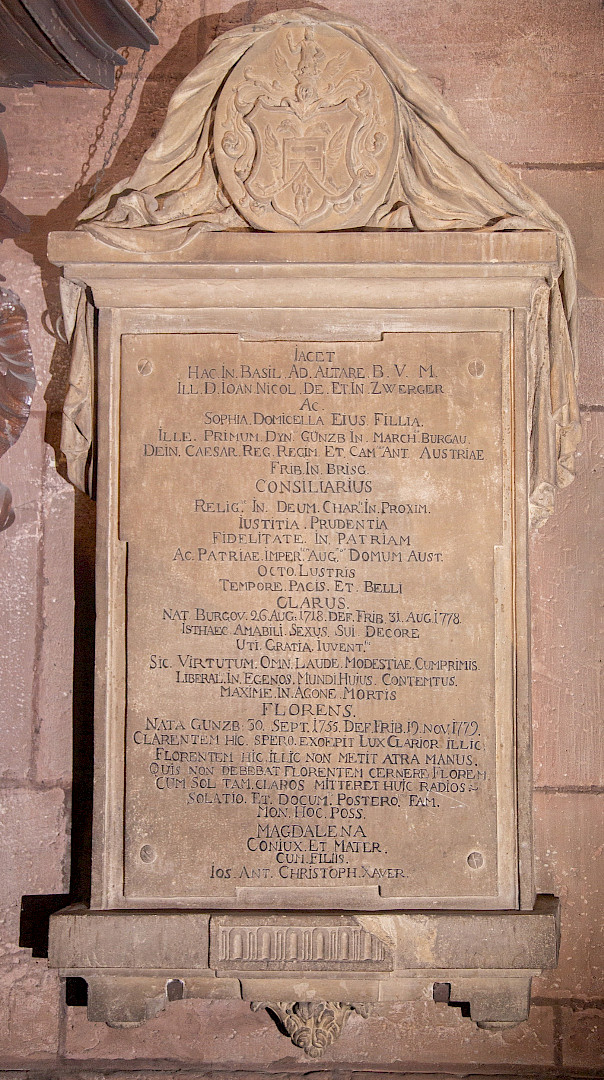 IACET
HAC IN. BASIL. AD. ALTARE. B. V. M.
ILL. D. IOAN. NICOL. DE. ET. IN. ZWERGER
AC.
SOPHIA. DOMICELLA EIUS. FILLIA.
ILLE. PRIMUM. DYN. GÜNZB. IN. MARCH. BURGAU.
DEIN. CAESAR. REG. REGIM. ET. CAM. ANT. AUSTRIAE
FRIB. IN. BRISG.
CONSILIARIUS
RELIG. IN. DEUM. CHAR. IN. PROXIM.
IUSTITIA. PRUDENTIA
FIDELITATE. IN. PATRIAM
AC. PATRIAE. IMPER. AUG. DOMUM AUST.
OCTO. LUSTRIS
TEMPORE. PACIS. ET. BELLI
CLARUS.
NAT. BURGOV. 26. AUG. 1718. DEF. FRIB. 31. AUG. 1778.
ISTHAEC. AMABILI. SEXUS. SUI. DECORE
UTI. GRATIA. IUVENT.
SIC. VIRTUTUM. OMN. LAUDE. MODESTIAE. CUMPRIMIS.
LIBERAL. IN. EGENOS. MUNDI. HUIUS. CONTEMTUS.
MAXIME. IN. AGONE. MORTIS
FLORENS.
NATA GUNZB. 30. SEPT. 1755. DEF. FRIB. 19. NOV. 1779.
CLARENTEM HIC. SPERO. EXCEPIT LUX CLARIOR. ILLIC.
FLORENTEM HIC. ILLIC NON METIT ATRA MANUS.
QUIS NON DEBEBAT FLORENTEM CERNERE FLOREM,
CUM SOL TAM. CLAROS MITTERET HUIC RADIOS.
SOLATIO. ET. DOCUM. POSTERO. FAM.
MON. HOC. POSS.
MAGDALENA
CONIUX. ET MATER.
CUM. FILIIS.
IOS. ANT. CHRISTOPH. XAVER.